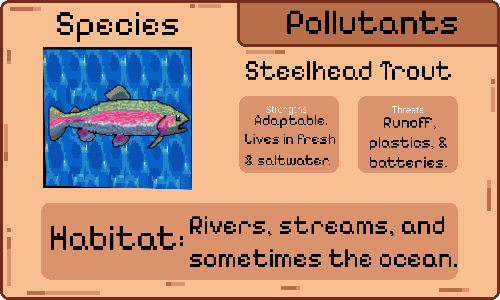 Species
Pollutants
Steelhead Trout
Strengths
Adaptable.
Lives in fresh
& saltwater.
Threats
Runoff,
plastics, &
batteries.
Habitat:
Rivers, streams, and
sometimes the ocean.